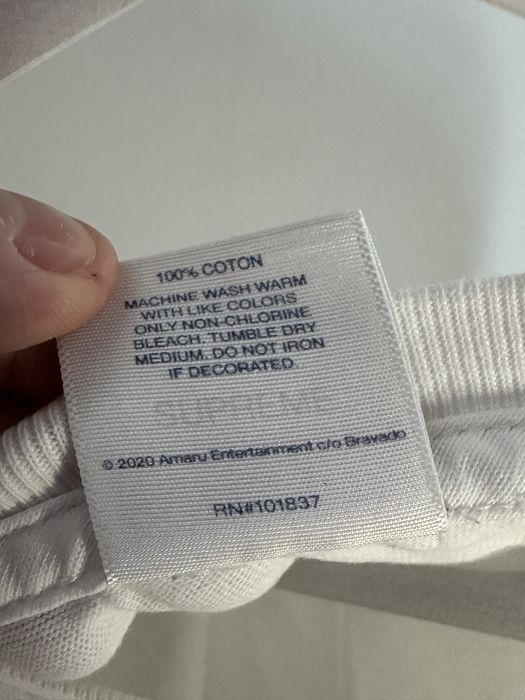 100% COTON
MACHINE WASH WARM
WITH LIKE COLORS
ONLY NON-CHLORINE
BLEACH. TUMBLE DRY
MEDIUM. DO NOT IRON
IF DECORATED.
SUPREME
© 2020 Amaru Entertainment c/o Bravado
RN#101837